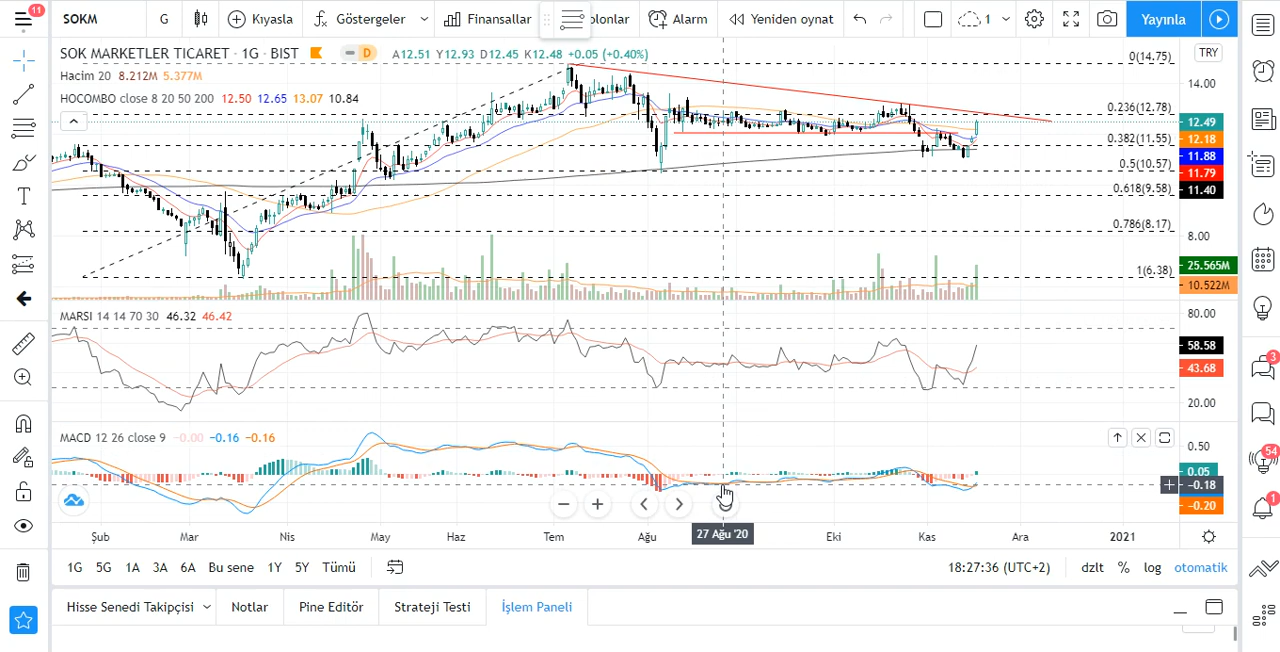 11
SOKM
G
Kıyasla
Göstergeler
Finansallar
olonlar
Alarm
Yeniden oynat
1
Yayınla
SOK MARKETLER TICARET · 1G · BIST
D
A12.51 Y12.93 D12.45 K12.48 +0.05 (+0.40%)
TRY
Hacim 20 8.212M 5.377M
HOCOMBO close 8 20 50 200 12.50 12.65 13.07 10.84
0(14.75)
14.00
0.236(12.78)
12.49
12.18
0.382(11.55)
11.88
0.5(10.57)
11.79
0.618(9.58)
11.40
0.786(8.17)
8.00
1(6.38)
25.565M
10.522M
MARSI 14 14 70 30 46.32 46.42
80.00
58.58
43.68
20.00
MACD 12 26 close 9 −0.00 −0.16 −0.16
0.50
0.05
−0.18
−0.20
3
54
1
Şub
Mar
Nis
May
Haz
Tem
Ağu
27 Ağu '20
Eki
Kas
Ara
2021
1G 5G 1A 3A 6A Bu sene 1Y 5Y Tümü
18:27:36 (UTC+2)
dzlt % log otomatik
Hisse Senedi Takipçisi
Notlar
Pine Editör
Strateji Testi
İşlem Paneli